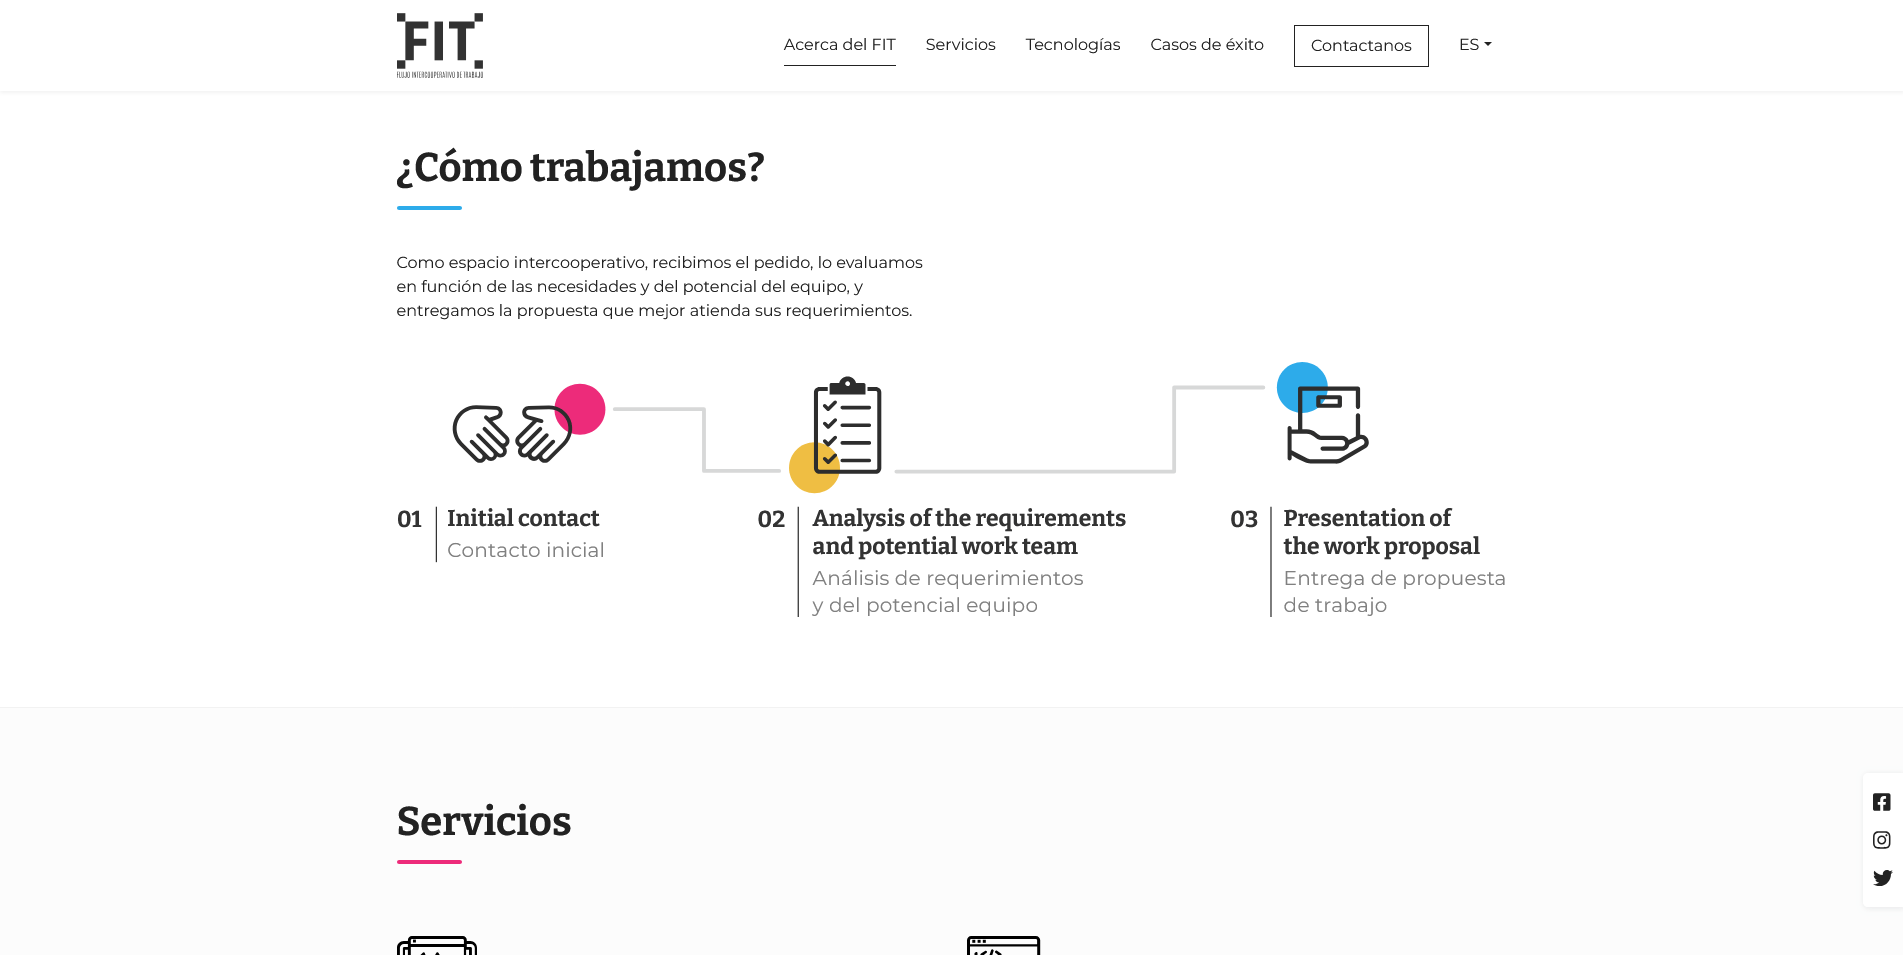 FIT
FLUJO INTERCOOPERATIVO DE TRABAJO
Acerca del FIT
Servicios
Tecnologías
Casos de éxito
Contactanos
ES
¿Cómo trabajamos?
Como espacio intercooperativo, recibimos el pedido, lo evaluamos
en función de las necesidades y del potencial del equipo, y
entregamos la propuesta que mejor atienda sus requerimientos.
01
Initial contact
Contacto inicial
02
Analysis of the requirements
and potential work team
Análisis de requerimientos
y del potencial equipo
03
Presentation of
the work proposal
Entrega de propuesta
de trabajo
Servicios